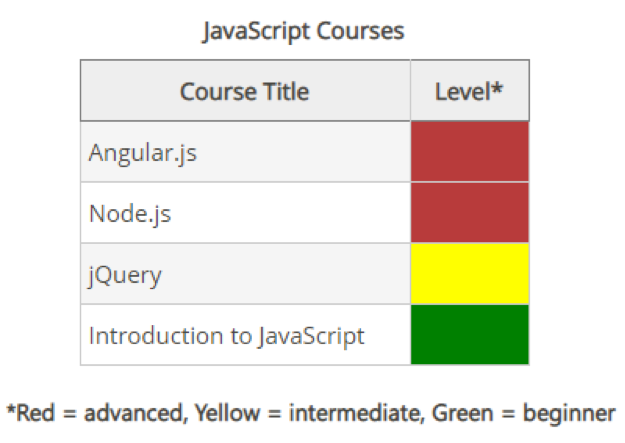 JavaScript Courses
Course Title Level*
Angular.js
Node.js
jQuery
Introduction to JavaScript
*Red = advanced, Yellow = intermediate, Green = beginner